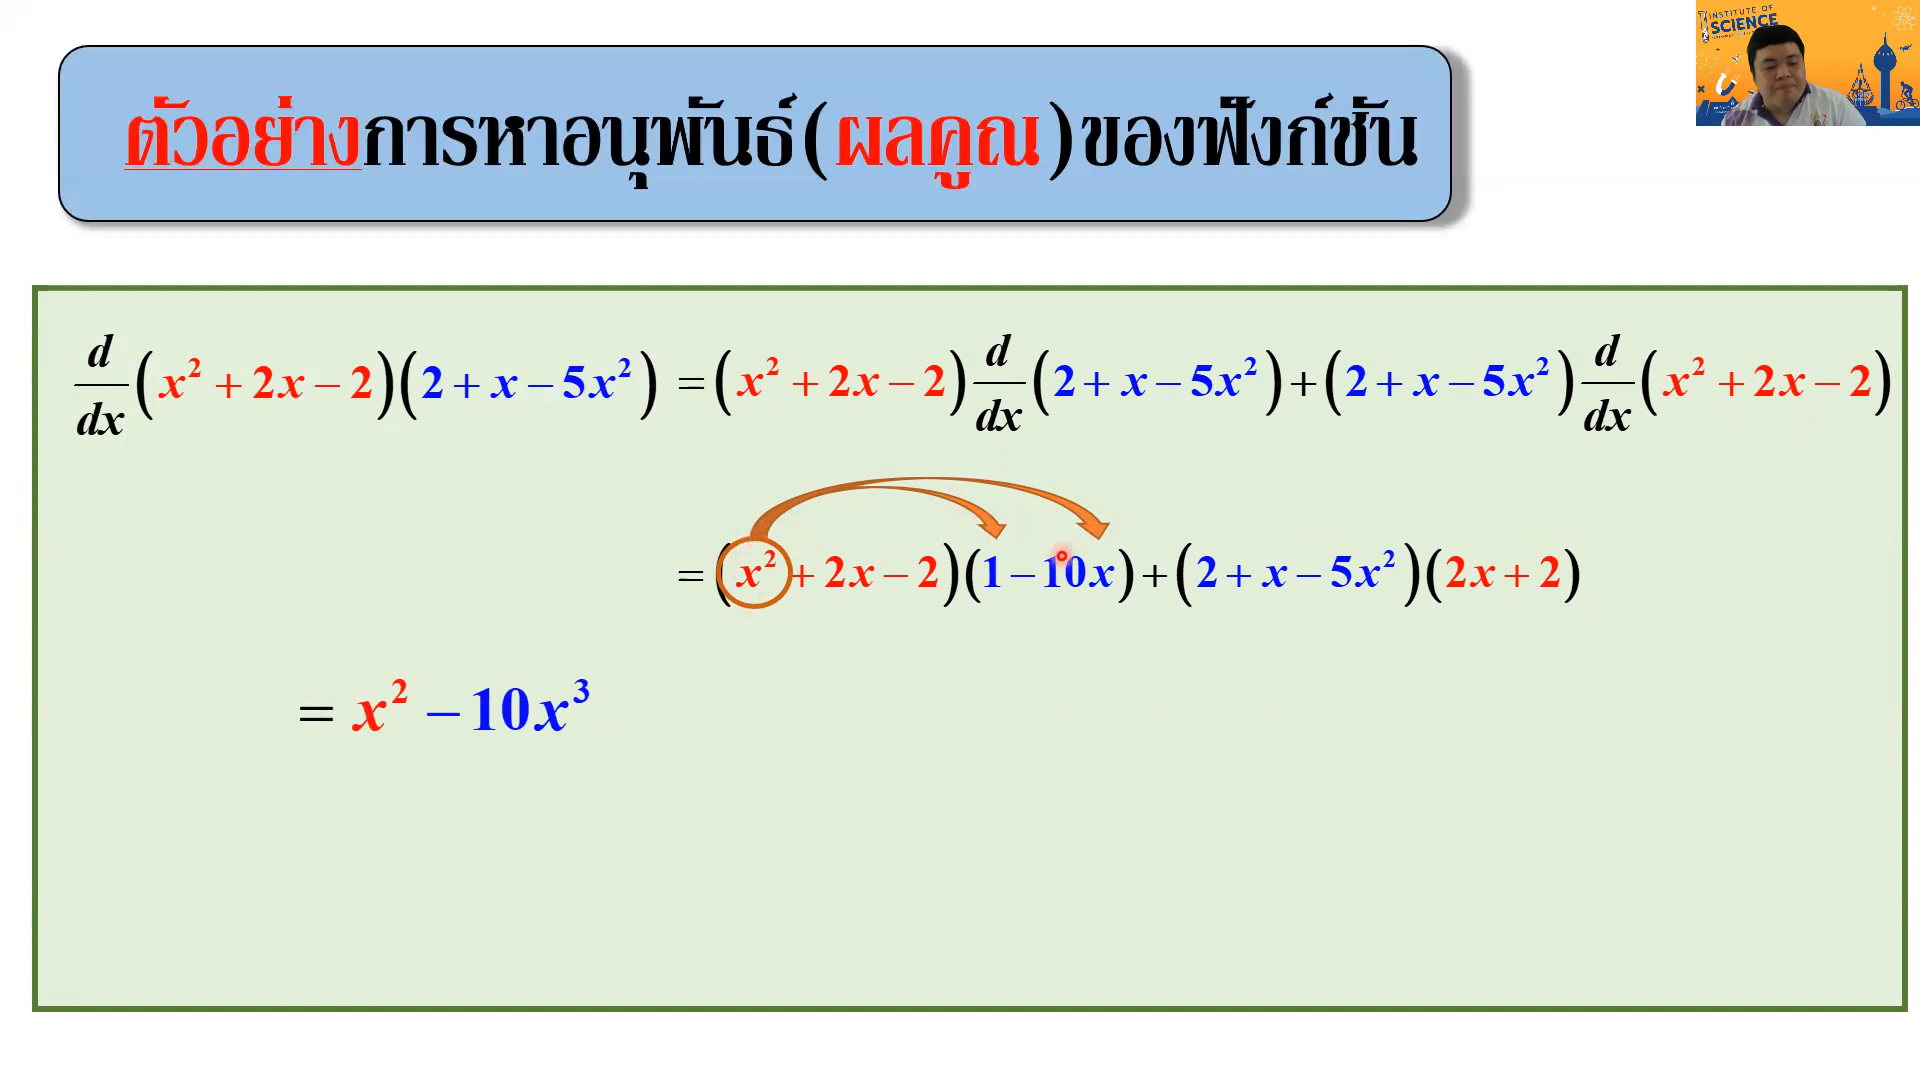 INSTITUTE OF
SCIENCE
ตัวอย่างการหาอนุพันธ์(ผลคูณ)ของฟังก์ชัน
d/dx (x² + 2x − 2)(2 + x − 5x²) = (x² + 2x − 2) d/dx (2 + x − 5x²) + (2 + x − 5x²) d/dx (x² + 2x − 2)
= (x² + 2x − 2)(1 − 10x) + (2 + x − 5x²)(2x + 2)
= x² − 10x³